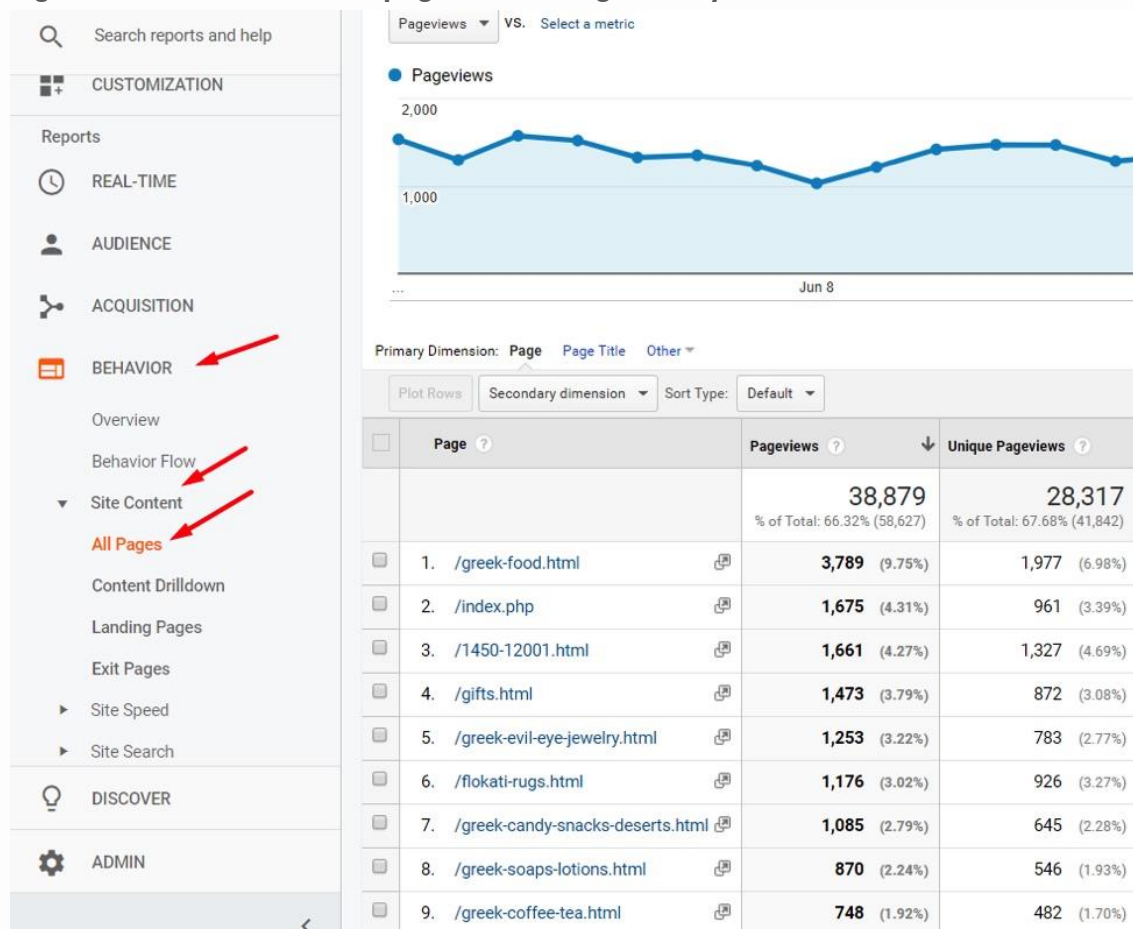 Search reports and help
CUSTOMIZATION
Reports
REAL-TIME
AUDIENCE
ACQUISITION
BEHAVIOR
Overview
Behavior Flow
Site Content
All Pages
Content Drilldown
Landing Pages
Exit Pages
Site Speed
Site Search
DISCOVER
ADMIN
Pageviews VS. Select a metric
Pageviews
2,000
1,000
... Jun 8
Primary Dimension: Page Page Title Other
Plot Rows Secondary dimension Sort Type: Default
Page ? Pageviews ? Unique Pageviews ?
38,879 28,317
% of Total: 66.32% (58,627) % of Total: 67.68% (41,842)
1. /greek-food.html 3,789 (9.75%) 1,977 (6.98%)
2. /index.php 1,675 (4.31%) 961 (3.39%)
3. /1450-12001.html 1,661 (4.27%) 1,327 (4.69%)
4. /gifts.html 1,473 (3.79%) 872 (3.08%)
5. /greek-evil-eye-jewelry.html 1,253 (3.22%) 783 (2.77%)
6. /flokati-rugs.html 1,176 (3.02%) 926 (3.27%)
7. /greek-candy-snacks-deserts.html 1,085 (2.79%) 645 (2.28%)
8. /greek-soaps-lotions.html 870 (2.24%) 546 (1.93%)
9. /greek-coffee-tea.html 748 (1.92%) 482 (1.70%)